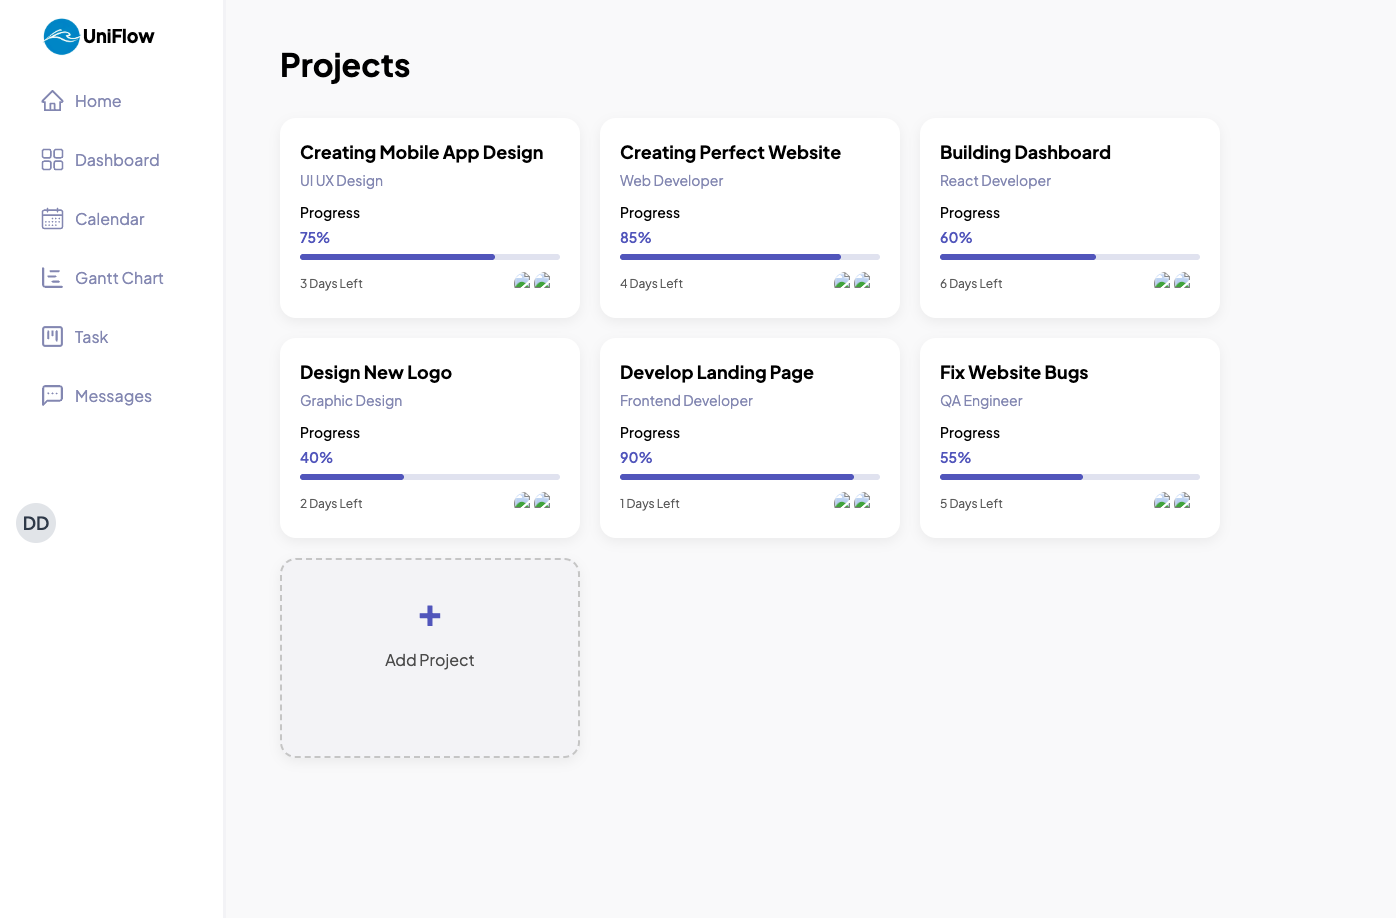 UniFlow
Home
Dashboard
Calendar
Gantt Chart
Task
Messages
DD
Projects
Creating Mobile App Design
UI UX Design
Progress
75%
3 Days Left
Creating Perfect Website
Web Developer
Progress
85%
4 Days Left
Building Dashboard
React Developer
Progress
60%
6 Days Left
Design New Logo
Graphic Design
Progress
40%
2 Days Left
Develop Landing Page
Frontend Developer
Progress
90%
1 Days Left
Fix Website Bugs
QA Engineer
Progress
55%
5 Days Left
+
Add Project